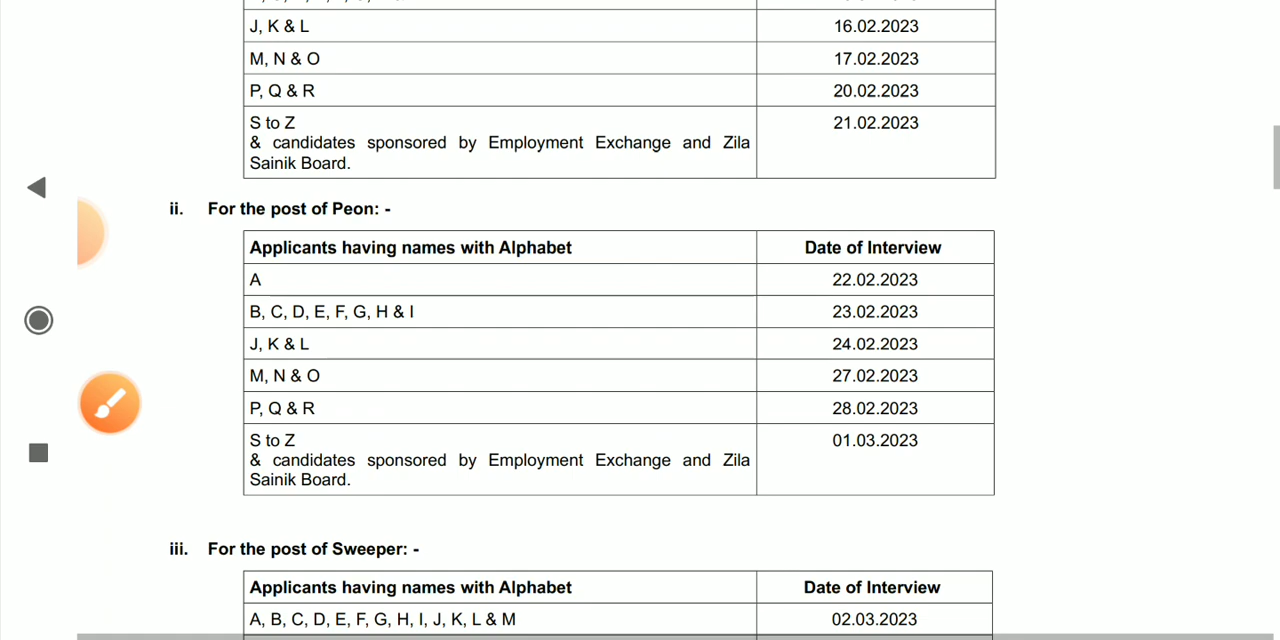 J, K & L 16.02.2023
M, N & O 17.02.2023
P, Q & R 20.02.2023
S to Z 21.02.2023
& candidates sponsored by Employment Exchange and Zila
Sainik Board.
ii. For the post of Peon: -
Applicants having names with Alphabet Date of Interview
A 22.02.2023
B, C, D, E, F, G, H & I 23.02.2023
J, K & L 24.02.2023
M, N & O 27.02.2023
P, Q & R 28.02.2023
S to Z 01.03.2023
& candidates sponsored by Employment Exchange and Zila
Sainik Board.
iii. For the post of Sweeper: -
Applicants having names with Alphabet Date of Interview
A, B, C, D, E, F, G, H, I, J, K, L & M 02.03.2023